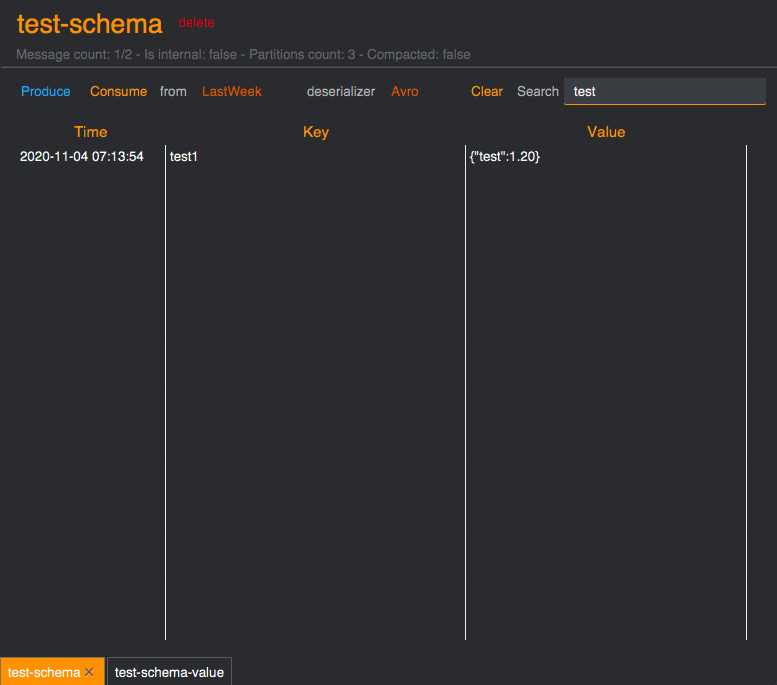 test-schema delete
Message count: 1/2 - Is internal: false - Partitions count: 3 - Compacted: false
Produce Consume from LastWeek deserializer Avro Clear Search test
Time Key Value
2020-11-04 07:13:54 test1 {"test":1.20}
test-schema × test-schema-value